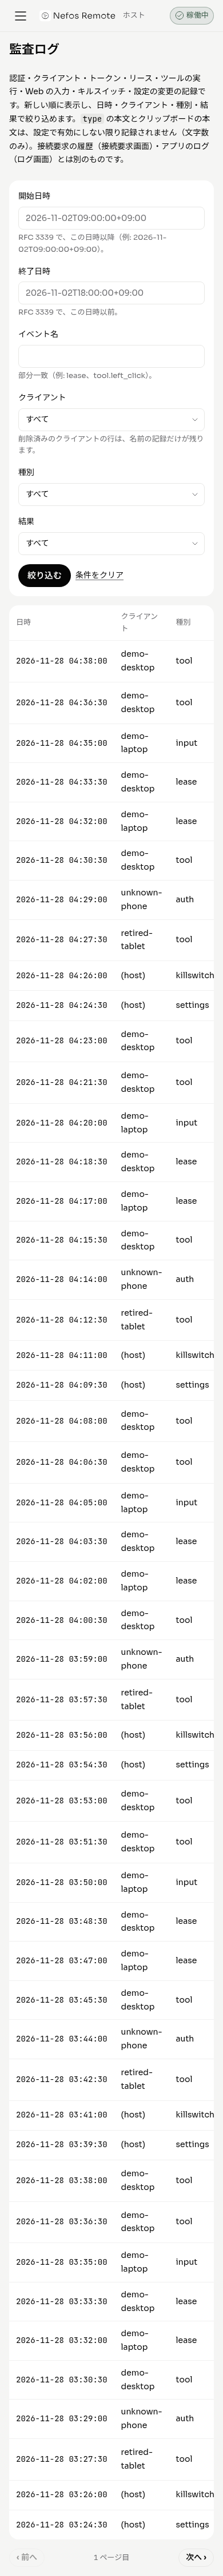 Nefos Remote ホスト 稼働中
監査ログ
認証・クライアント・トークン・リース・ツールの実
行・Web の入力・キルスイッチ・設定の変更の記録で
す。新しい順に表示し、日時・クライアント・種別・結
果で絞り込めます。type の本文とクリップボードの本
文は、設定で有効にしない限り記録されません（文字数
のみ）。接続要求の履歴（接続要求画面）・アプリのログ
（ログ画面）とは別のものです。
開始日時
2026-11-02T09:00:00+09:00
RFC 3339 で、この日時以降（例: 2026-11-
02T09:00:00+09:00）。
終了日時
2026-11-02T18:00:00+09:00
RFC 3339 で、この日時以前。
イベント名
部分一致（例: lease、tool.left_click）。
クライアント
すべて
削除済みのクライアントの行は、名前の記録だけが残り
ます。
種別
すべて
結果
すべて
絞り込む 条件をクリア
日時 クライアン
ト 種別
2026-11-28 04:38:00 demo-
desktop tool
2026-11-28 04:36:30 demo-
desktop tool
2026-11-28 04:35:00 demo-
laptop input
2026-11-28 04:33:30 demo-
desktop lease
2026-11-28 04:32:00 demo-
laptop lease
2026-11-28 04:30:30 demo-
desktop tool
2026-11-28 04:29:00 unknown-
phone auth
2026-11-28 04:27:30 retired-
tablet tool
2026-11-28 04:26:00 (host) killswitch
2026-11-28 04:24:30 (host) settings
2026-11-28 04:23:00 demo-
desktop tool
2026-11-28 04:21:30 demo-
desktop tool
2026-11-28 04:20:00 demo-
laptop input
2026-11-28 04:18:30 demo-
desktop lease
2026-11-28 04:17:00 demo-
laptop lease
2026-11-28 04:15:30 demo-
desktop tool
2026-11-28 04:14:00 unknown-
phone auth
2026-11-28 04:12:30 retired-
tablet tool
2026-11-28 04:11:00 (host) killswitch
2026-11-28 04:09:30 (host) settings
2026-11-28 04:08:00 demo-
desktop tool
2026-11-28 04:06:30 demo-
desktop tool
2026-11-28 04:05:00 demo-
laptop input
2026-11-28 04:03:30 demo-
desktop lease
2026-11-28 04:02:00 demo-
laptop lease
2026-11-28 04:00:30 demo-
desktop tool
2026-11-28 03:59:00 unknown-
phone auth
2026-11-28 03:57:30 retired-
tablet tool
2026-11-28 03:56:00 (host) killswitch
2026-11-28 03:54:30 (host) settings
2026-11-28 03:53:00 demo-
desktop tool
2026-11-28 03:51:30 demo-
desktop tool
2026-11-28 03:50:00 demo-
laptop input
2026-11-28 03:48:30 demo-
desktop lease
2026-11-28 03:47:00 demo-
laptop lease
2026-11-28 03:45:30 demo-
desktop tool
2026-11-28 03:44:00 unknown-
phone auth
2026-11-28 03:42:30 retired-
tablet tool
2026-11-28 03:41:00 (host) killswitch
2026-11-28 03:39:30 (host) settings
2026-11-28 03:38:00 demo-
desktop tool
2026-11-28 03:36:30 demo-
desktop tool
2026-11-28 03:35:00 demo-
laptop input
2026-11-28 03:33:30 demo-
desktop lease
2026-11-28 03:32:00 demo-
laptop lease
2026-11-28 03:30:30 demo-
desktop tool
2026-11-28 03:29:00 unknown-
phone auth
2026-11-28 03:27:30 retired-
tablet tool
2026-11-28 03:26:00 (host) killswitch
2026-11-28 03:24:30 (host) settings
‹ 前へ 1 ページ目 次へ ›